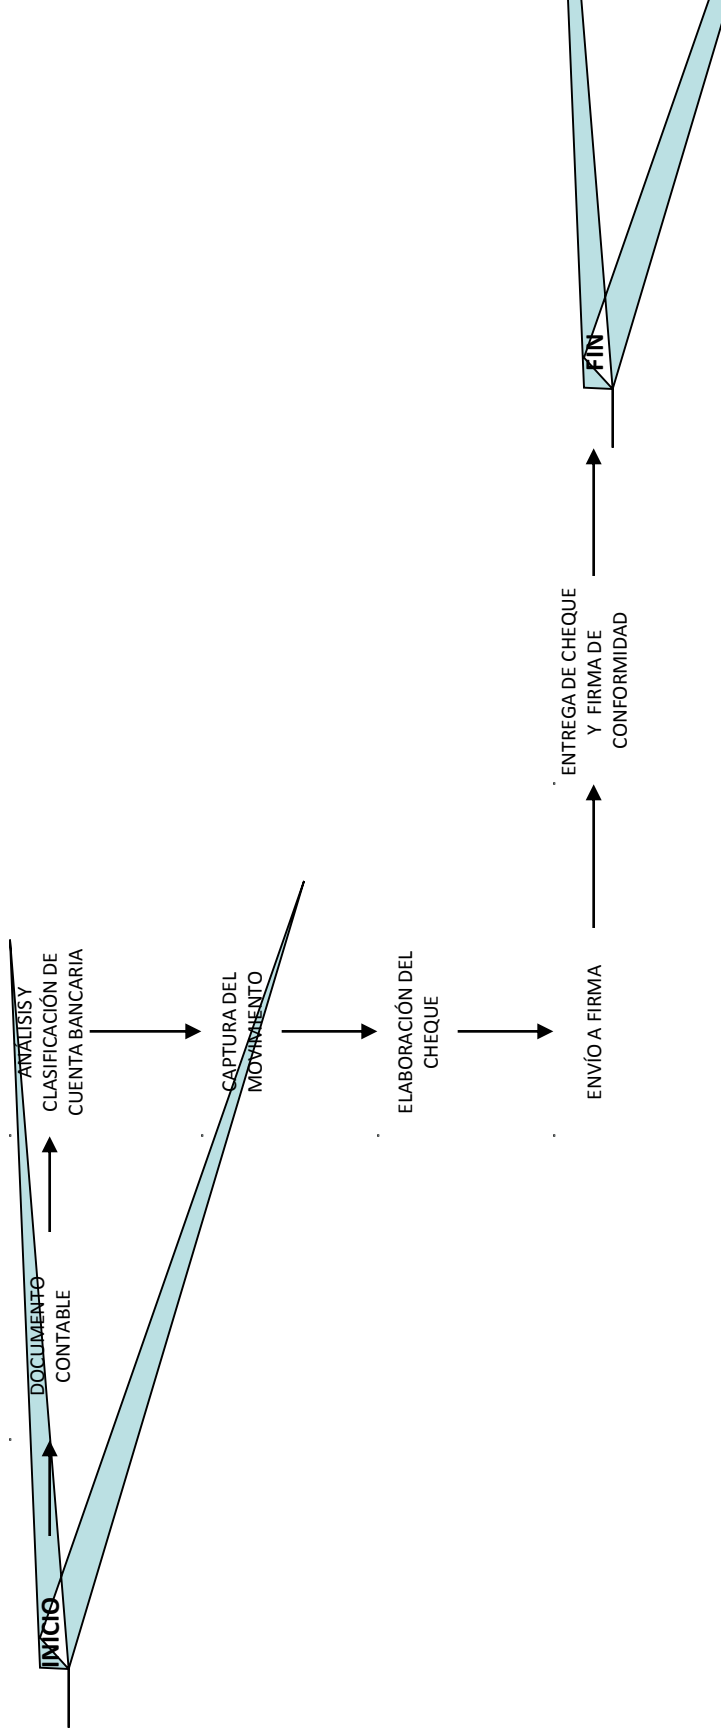 INICIO
DOCUMENTO
CONTABLE
ANÁLISIS Y
CLASIFICACIÓN DE
CUENTA BANCARIA
CAPTURA DEL
MOVIMIENTO
ELABORACIÓN DEL
CHEQUE
ENVÍO A FIRMA
ENTREGA DE CHEQUE
Y FIRMA DE
CONFORMIDAD
FIN